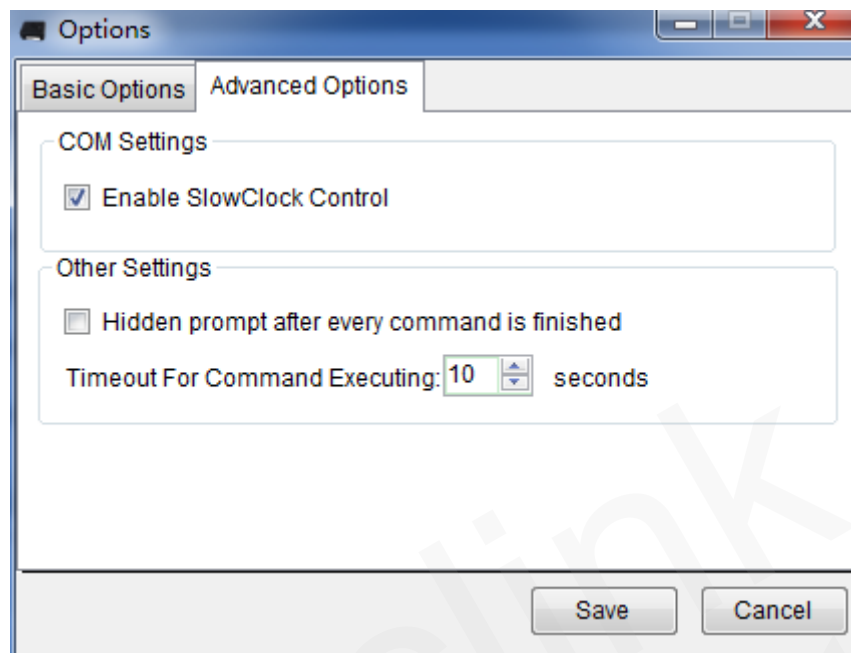 Options
Basic Options
Advanced Options
COM Settings
Enable SlowClock Control
Other Settings
Hidden prompt after every command is finished
Timeout For Command Executing: 10 seconds
Save
Cancel